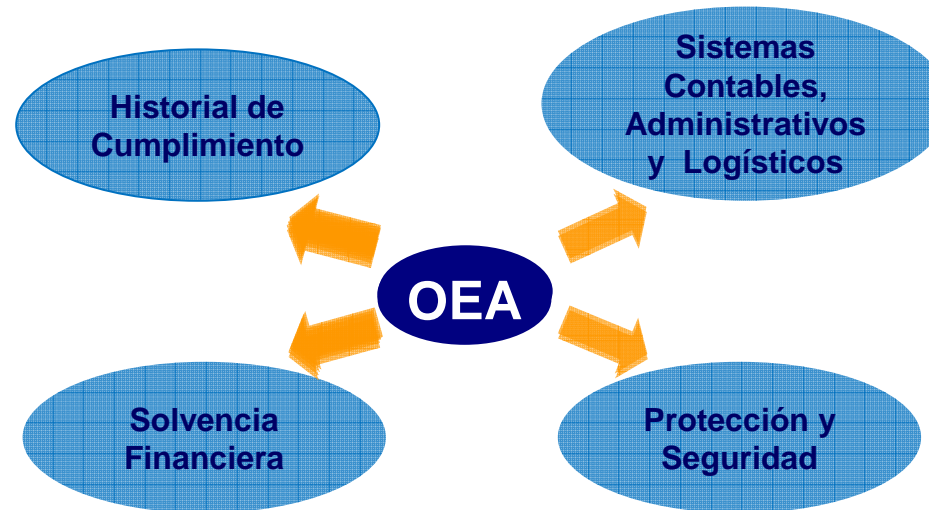 Historial de
Cumplimiento
Sistemas
Contables,
Administrativos
y Logísticos
OEA
Solvencia
Financiera
Protección y
Seguridad